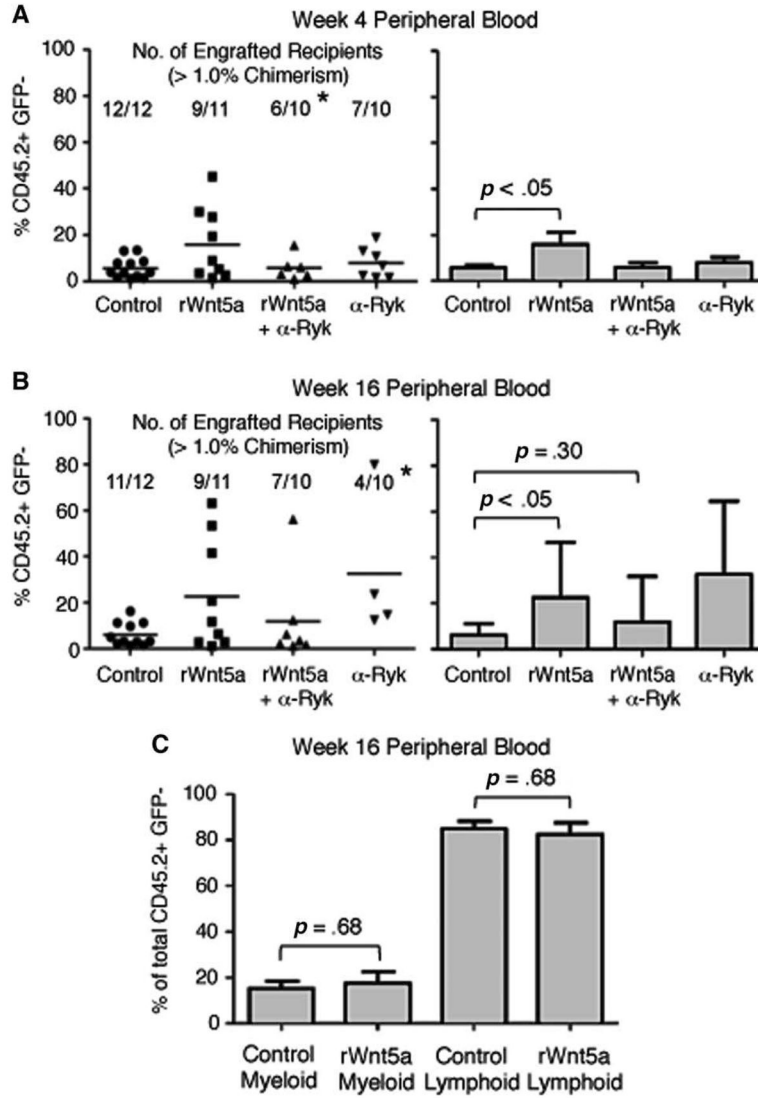 A
Week 4 Peripheral Blood
% CD45.2+ GFP-
100
80
60
40
20
0
No. of Engrafted Recipients
(> 1.0% Chimerism)
12/12 9/11 6/10 * 7/10
Control rWnt5a rWnt5a α-Ryk
+ α-Ryk
p < .05
Control rWnt5a rWnt5a α-Ryk
+ α-Ryk
B
Week 16 Peripheral Blood
% CD45.2+ GFP-
100
80
60
40
20
0
No. of Engrafted Recipients
(> 1.0% Chimerism)
11/12 9/11 7/10 4/10 *
Control rWnt5a rWnt5a α-Ryk
+ α-Ryk
p = .30
p < .05
Control rWnt5a rWnt5a α-Ryk
+ α-Ryk
C
Week 16 Peripheral Blood
% of total CD45.2+ GFP-
100
80
60
40
20
0
p = .68
p = .68
Control rWnt5a Control rWnt5a
Myeloid Myeloid Lymphoid Lymphoid